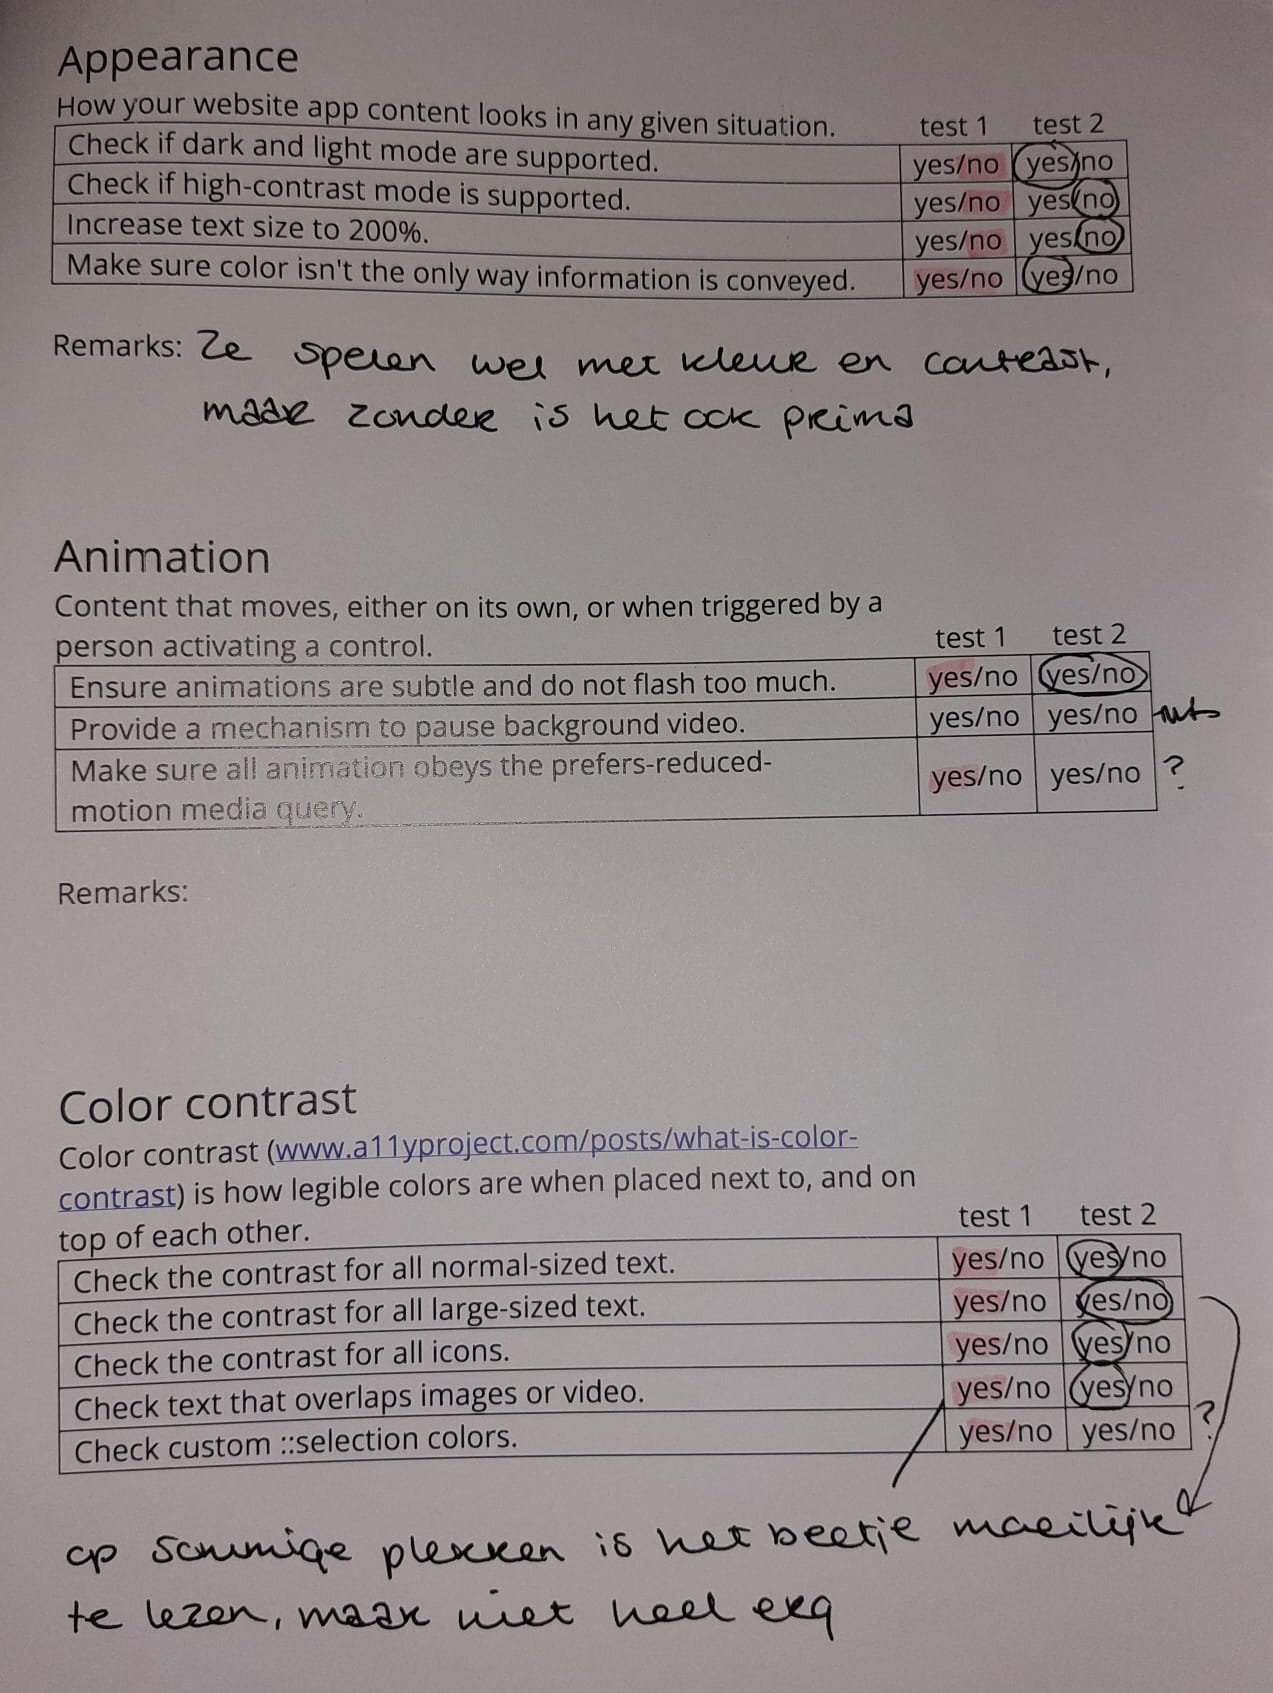 Appearance
How your website app content looks in any given situation. test 1 test 2
Check if dark and light mode are supported. yes/no yes/no
Check if high-contrast mode is supported. yes/no yes/no
Increase text size to 200%. yes/no yes/no
Make sure color isn't the only way information is conveyed. yes/no yes/no
Remarks: Ze spelen wel met kleur en contrast,
maar zonder is het ook prima
Animation
Content that moves, either on its own, or when triggered by a
person activating a control. test 1 test 2
Ensure animations are subtle and do not flash too much. yes/no yes/no
Provide a mechanism to pause background video. yes/no yes/no
Make sure all animation obeys the prefers-reduced-
motion media query. yes/no yes/no ?
Remarks:
Color contrast
Color contrast (www.a11yproject.com/posts/what-is-color-
contrast) is how legible colors are when placed next to, and on
top of each other. test 1 test 2
Check the contrast for all normal-sized text. yes/no yes/no
Check the contrast for all large-sized text. yes/no yes/no
Check the contrast for all icons. yes/no yes/no
Check text that overlaps images or video. yes/no yes/no
Check custom ::selection colors. yes/no yes/no ?
op sommige plekken is het beetje moeilijk
te lezen, maar niet heel erg